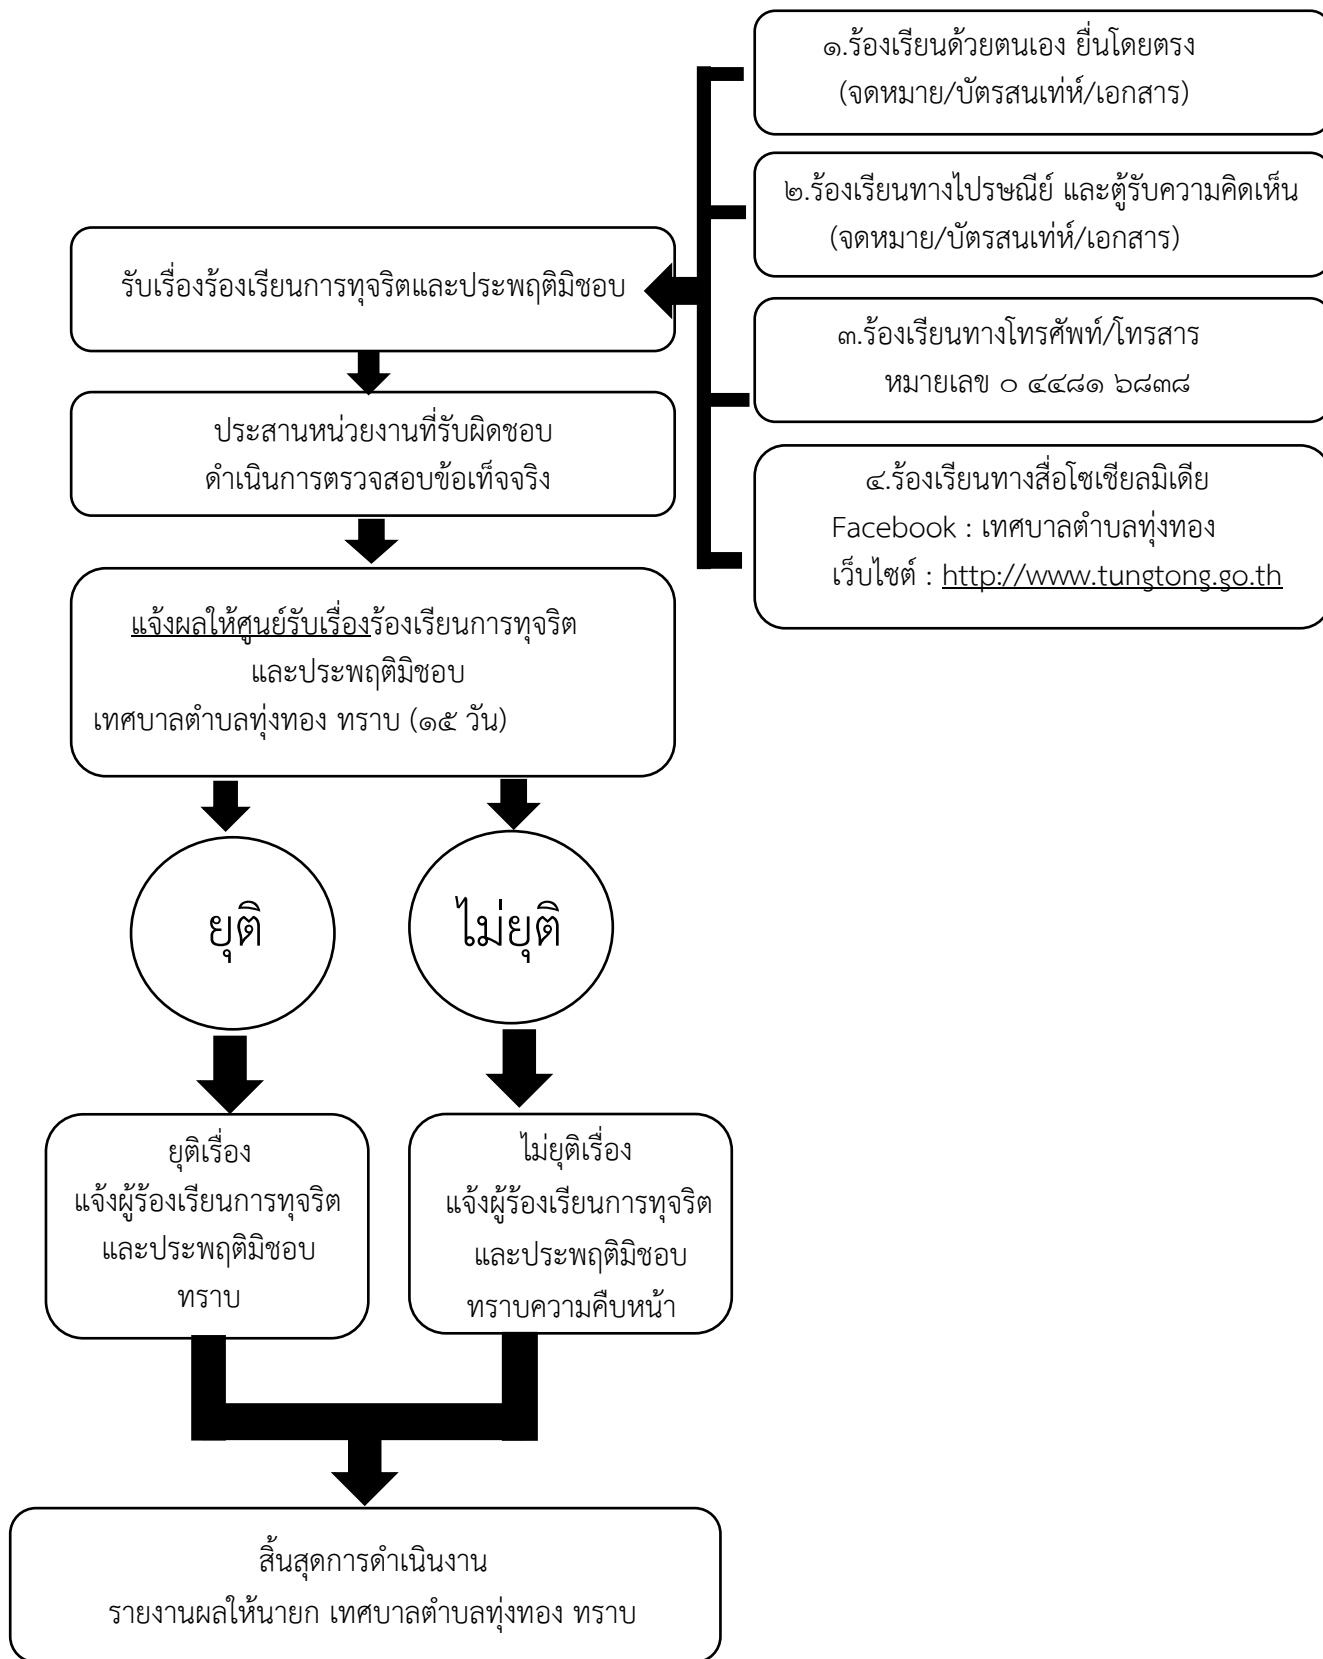 ๑.ร้องเรียนด้วยตนเอง ยื่นโดยตรง
(จดหมาย/บัตรสนเท่ห์/เอกสาร)
๒.ร้องเรียนทางไปรษณีย์ และตู้รับความคิดเห็น
(จดหมาย/บัตรสนเท่ห์/เอกสาร)
๓.ร้องเรียนทางโทรศัพท์/โทรสาร
หมายเลข ๐ ๔๔๘๑ ๖๘๓๘
๔.ร้องเรียนทางสื่อโซเชียลมิเดีย
Facebook : เทศบาลตำบลทุ่งทอง
เว็บไซต์ : http://www.tungtong.go.th
รับเรื่องร้องเรียนการทุจริตและประพฤติมิชอบ
ประสานหน่วยงานที่รับผิดชอบ
ดำเนินการตรวจสอบข้อเท็จจริง
แจ้งผลให้ศูนย์รับเรื่องร้องเรียนการทุจริต
และประพฤติมิชอบ
เทศบาลตำบลทุ่งทอง ทราบ (๑๕ วัน)
ยุติ
ไม่ยุติ
ยุติเรื่อง
แจ้งผู้ร้องเรียนการทุจริต
และประพฤติมิชอบ
ทราบ
ไม่ยุติเรื่อง
แจ้งผู้ร้องเรียนการทุจริต
และประพฤติมิชอบ
ทราบความคืบหน้า
สิ้นสุดการดำเนินงาน
รายงานผลให้นายก เทศบาลตำบลทุ่งทอง ทราบ